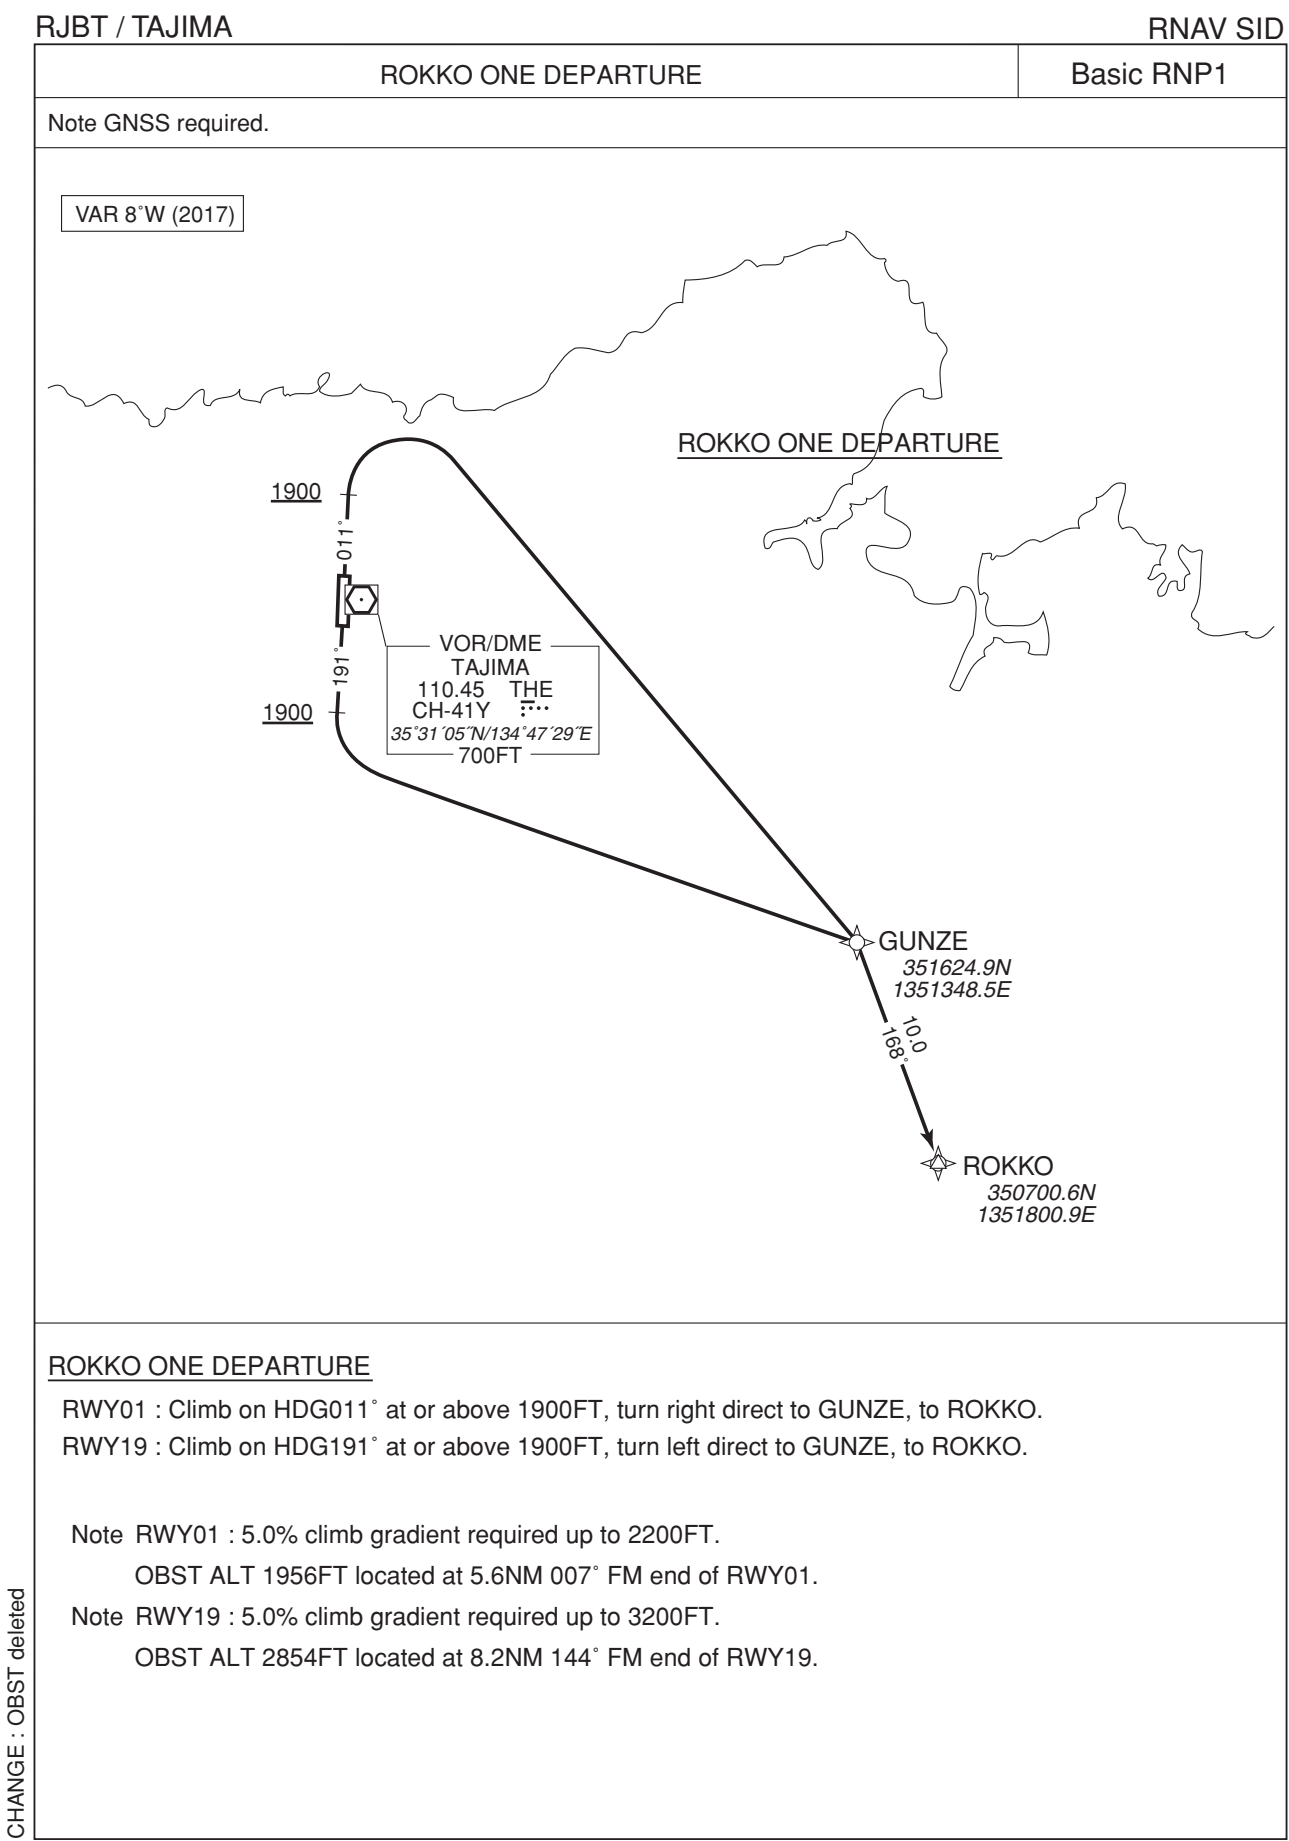 RJBT / TAJIMA
RNAV SID
ROKKO ONE DEPARTURE
Basic RNP1
Note GNSS required.
VAR 8˚W (2017)
ROKKO ONE DEPARTURE
1900
011˚
191˚
1900
VOR/DME
TAJIMA
110.45 THE
CH-41Y
35˚31´05˝N/134˚47´29˝E
700FT
GUNZE
351624.9N
1351348.5E
10.0
168˚
ROKKO
350700.6N
1351800.9E
ROKKO ONE DEPARTURE
RWY01 : Climb on HDG011˚ at or above 1900FT, turn right direct to GUNZE, to ROKKO.
RWY19 : Climb on HDG191˚ at or above 1900FT, turn left direct to GUNZE, to ROKKO.
Note RWY01 : 5.0% climb gradient required up to 2200FT.
OBST ALT 1956FT located at 5.6NM 007˚ FM end of RWY01.
Note RWY19 : 5.0% climb gradient required up to 3200FT.
OBST ALT 2854FT located at 8.2NM 144˚ FM end of RWY19.
CHANGE : OBST deleted